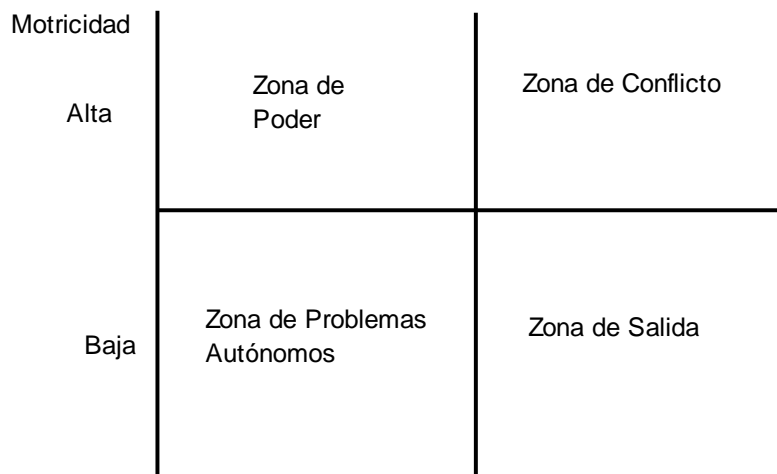 Motricidad
Zona de
Poder
Zona de Conflicto
Alta
Zona de Problemas
Autónomos
Zona de Salida
Baja